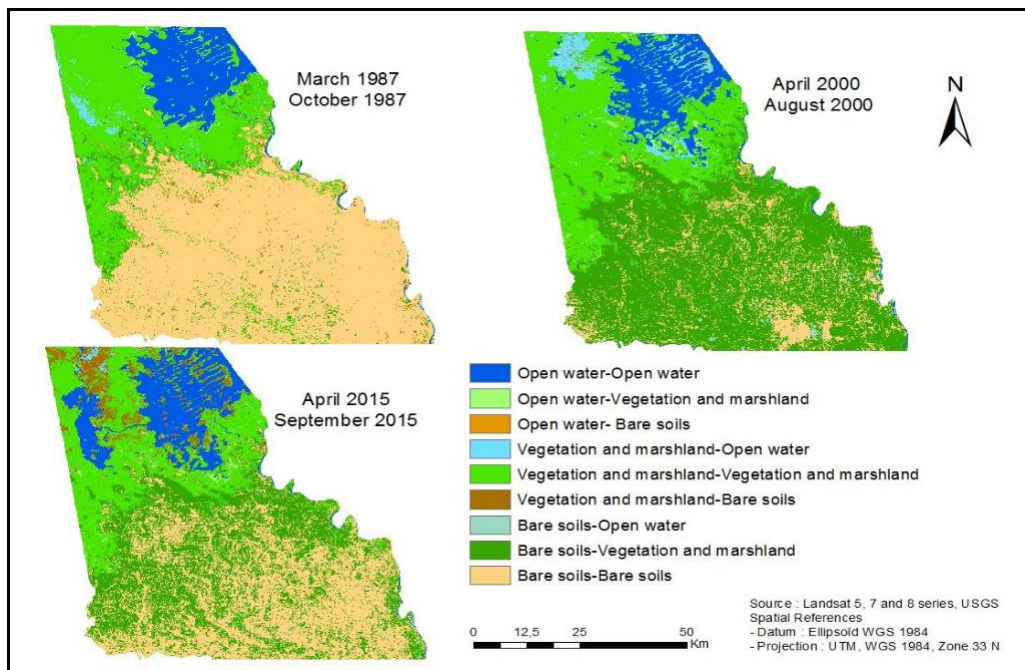 March 1987
October 1987
April 2000
August 2000
N
April 2015
September 2015
Open water-Open water
Open water-Vegetation and marshland
Open water- Bare soils
Vegetation and marshland-Open water
Vegetation and marshland-Vegetation and marshland
Vegetation and marshland-Bare soils
Bare soils-Open water
Bare soils-Vegetation and marshland
Bare soils-Bare soils
0 12,5 25 50
Km
Source : Landsat 5, 7 and 8 series, USGS
Spatial References
- Datum : Ellipsoïd WGS 1984
- Projection : UTM, WGS 1984, Zone 33 N